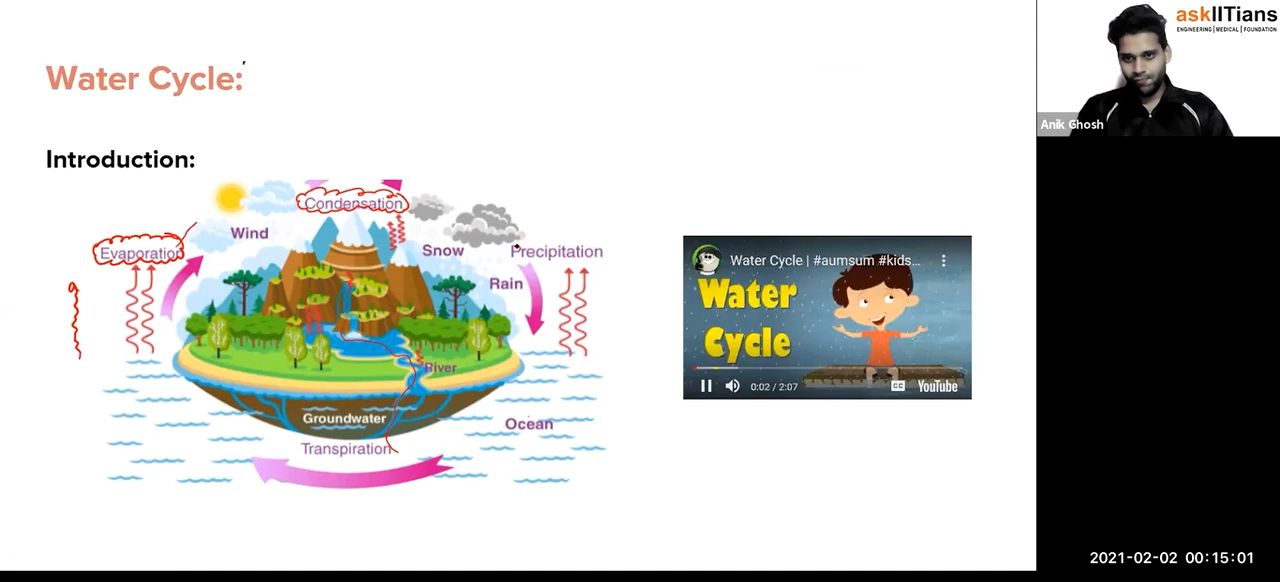 Water Cycle:
Introduction:
Condensation
Wind
Evaporation
Snow
Precipitation
Rain
River
Groundwater
Ocean
Transpiration
Water Cycle | #aumsum #kids...
Water
Cycle
0:02 / 2:07
CC
YouTube
askIITians
ENGINEERING | MEDICAL | FOUNDATION
Anik Ghosh
2021-02-02 00:15:01